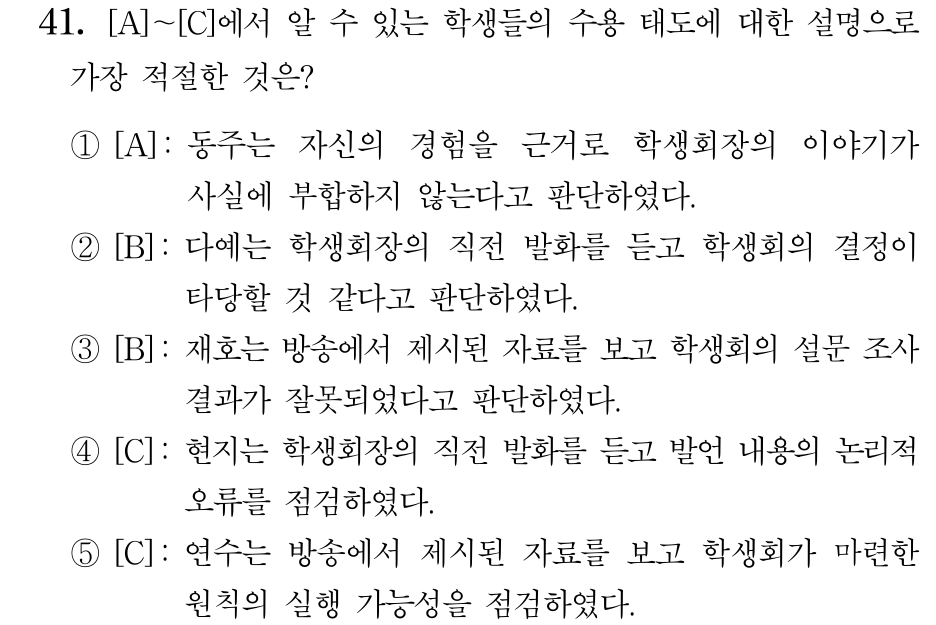 41. [A]~[C]에서 알 수 있는 학생들의 수용 태도에 대한 설명으로
가장 적절한 것은?
① [A]: 동주는 자신의 경험을 근거로 학생회장의 이야기가
사실에 부합하지 않는다고 판단하였다.
② [B]: 다예는 학생회장의 직전 발화를 듣고 학생회의 결정이
타당할 것 같다고 판단하였다.
③ [B]: 재호는 방송에서 제시된 자료를 보고 학생회의 설문 조사
결과가 잘못되었다고 판단하였다.
④ [C]: 현지는 학생회장의 직전 발화를 듣고 발언 내용의 논리적
오류를 점검하였다.
⑤ [C]: 연수는 방송에서 제시된 자료를 보고 학생회가 마련한
원칙의 실행 가능성을 점검하였다.